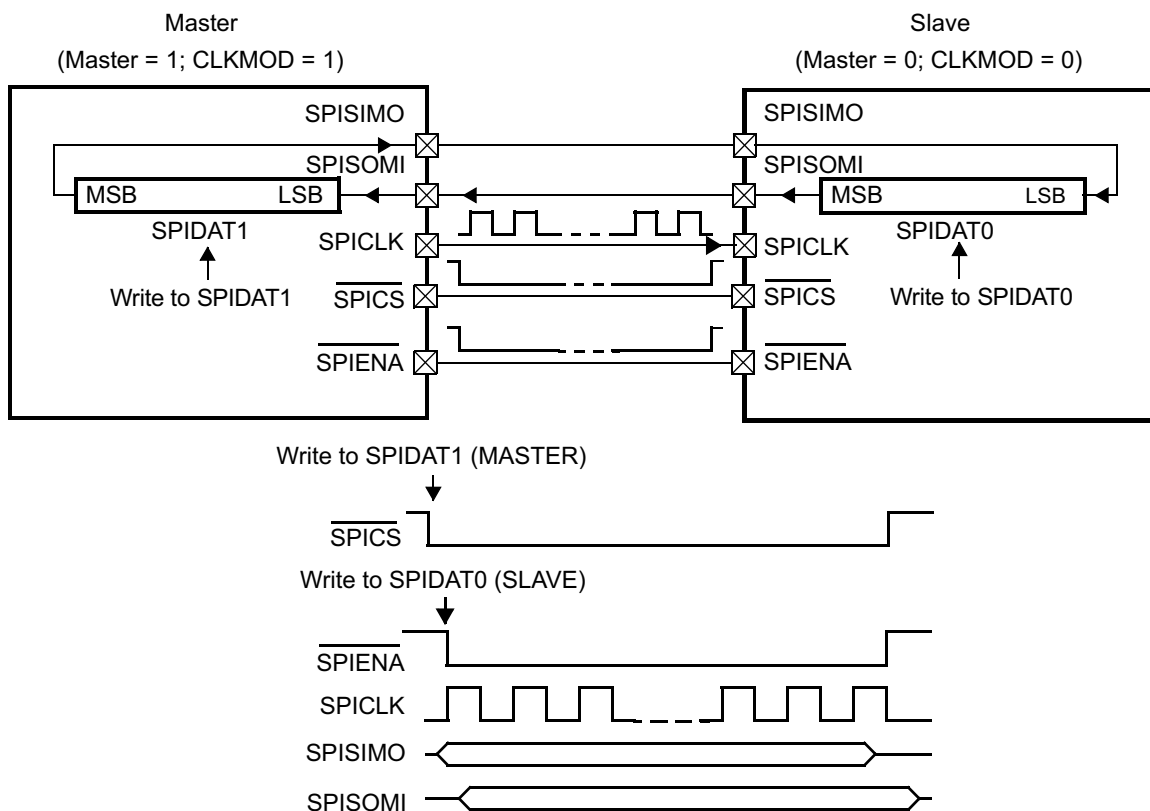 Master
(Master = 1; CLKMOD = 1)
Slave
(Master = 0; CLKMOD = 0)
SPISIMO
SPISIMO
SPISOMI
SPISOMI
MSB LSB
MSB LSB
SPIDAT1
SPIDAT0
SPICLK
SPICLK
Write to SPIDAT1
Write to SPIDAT0
SPICS
SPICS
SPIENA
SPIENA
Write to SPIDAT1 (MASTER)
SPICS
Write to SPIDAT0 (SLAVE)
SPIENA
SPICLK
SPISIMO
SPISOMI